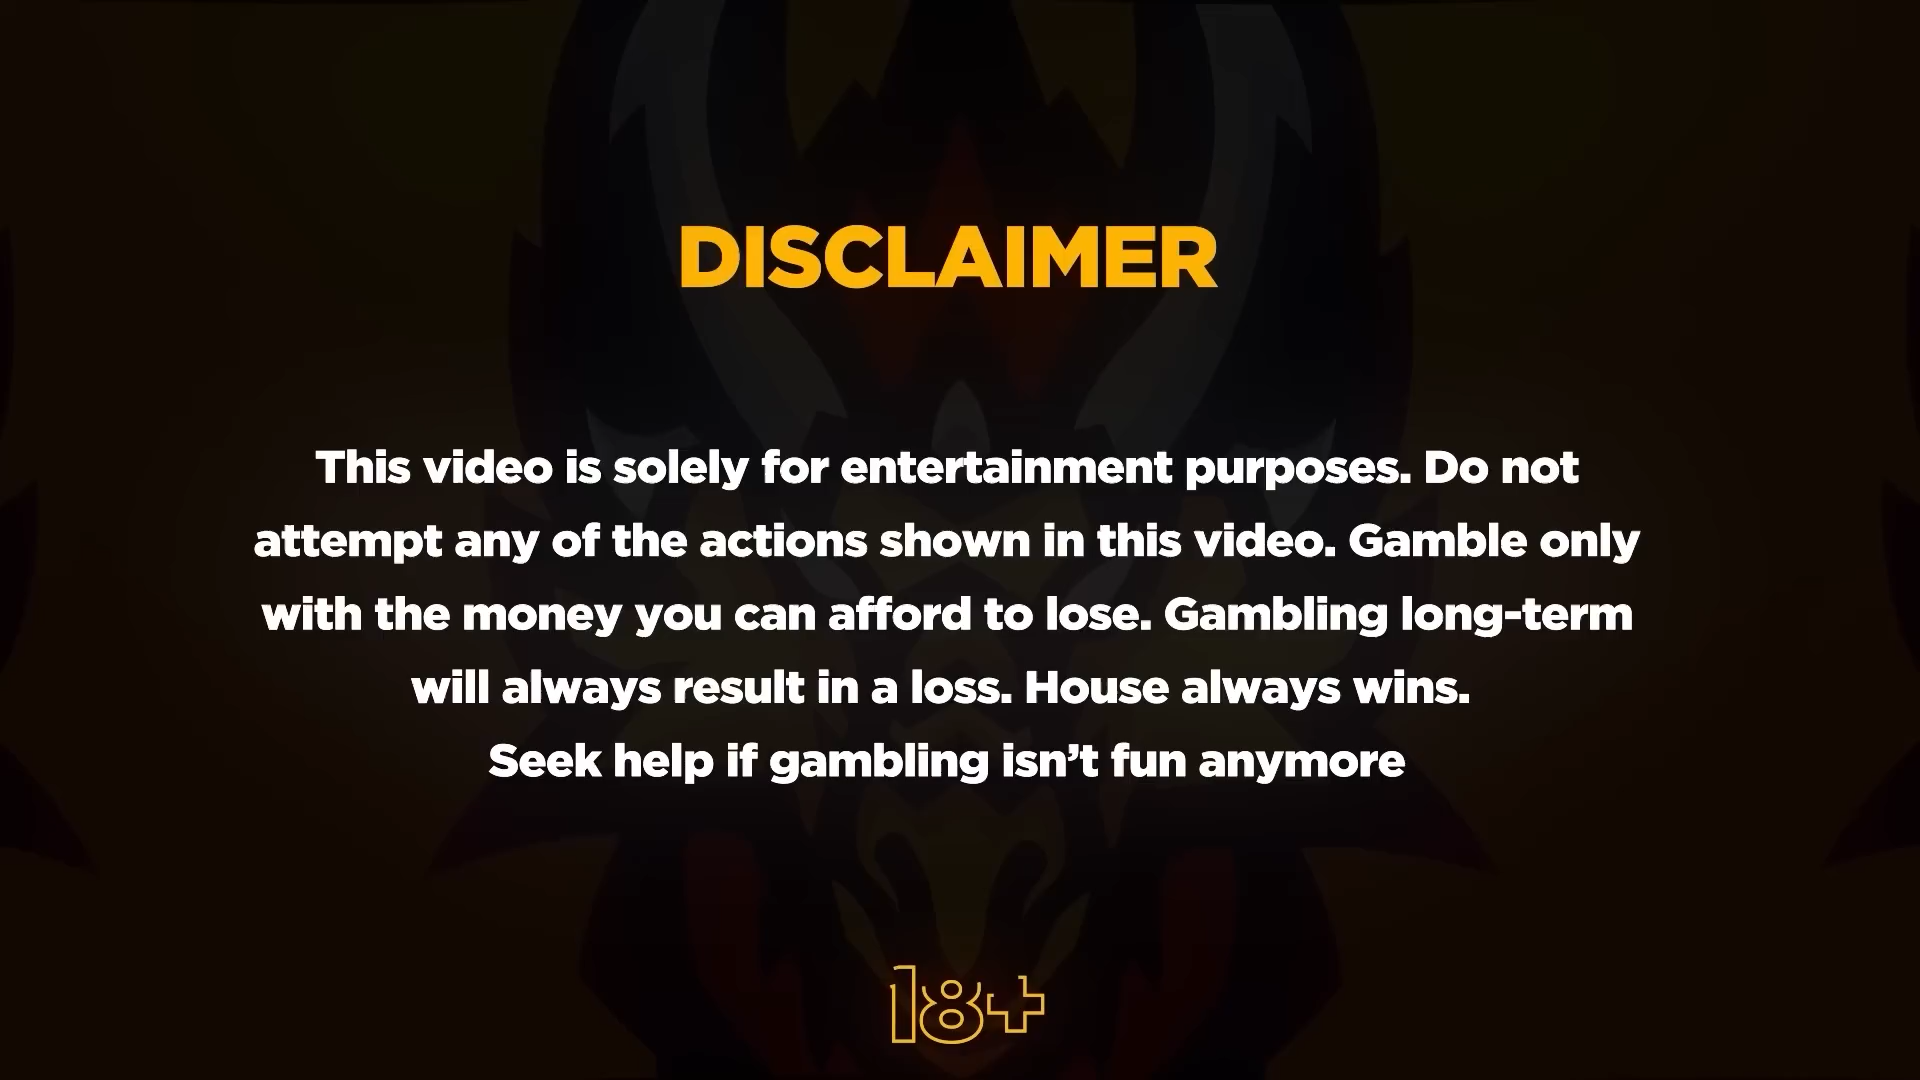 DISCLAIMER
This video is solely for entertainment purposes. Do not
attempt any of the actions shown in this video. Gamble only
with the money you can afford to lose. Gambling long-term
will always result in a loss. House always wins.
Seek help if gambling isn’t fun anymore
18+